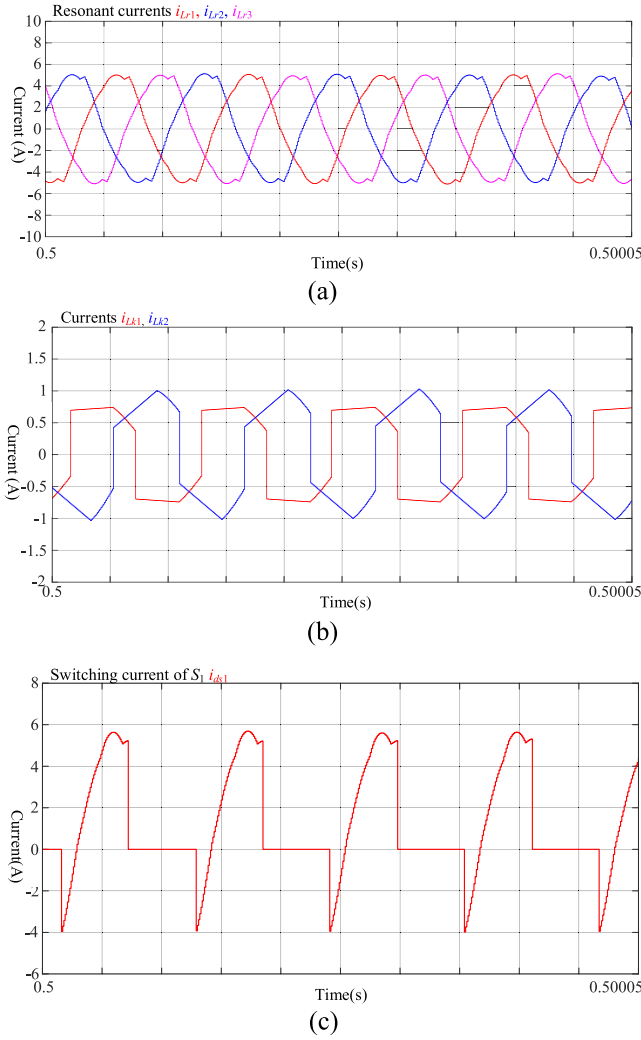 Resonant currents iLr1, iLr2, iLr3
10
8
6
4
2
0
-2
-4
-6
-8
-10
Current (A)
0.5
0.50005
Time(s)
(a)
Currents iLk1, iLk2
2
1.5
1
0.5
0
-0.5
-1
-1.5
-2
Current (A)
0.5
0.50005
Time(s)
(b)
Switching current of S1 ids1
8
6
4
2
0
-2
-4
-6
Current(A)
0.5
0.50005
Time(s)
(c)